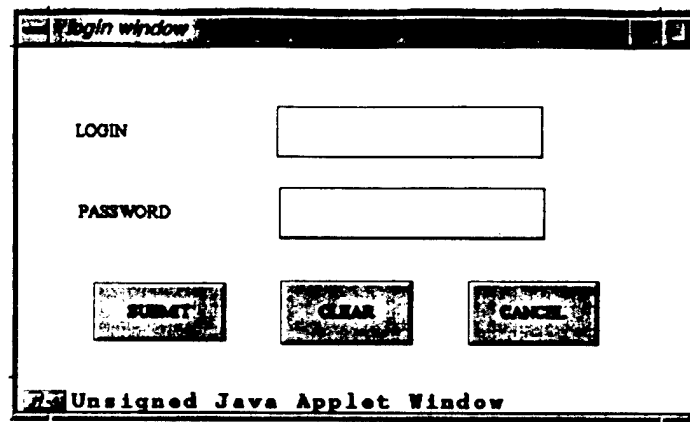 login window
LOGIN
PASSWORD
SUBMIT CLEAR CANCEL
Unsigned Java Applet Window